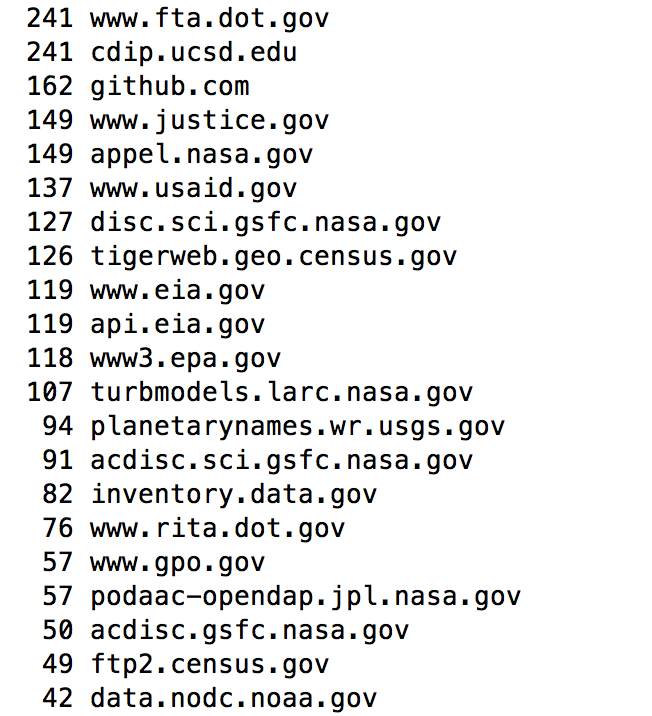 241 www.fta.dot.gov
241 cdip.ucsd.edu
162 github.com
149 www.justice.gov
149 appel.nasa.gov
137 www.usaid.gov
127 disc.sci.gsfc.nasa.gov
126 tigerweb.geo.census.gov
119 www.eia.gov
119 api.eia.gov
118 www3.epa.gov
107 turbmodels.larc.nasa.gov
94 planetarynames.wr.usgs.gov
91 acdisc.sci.gsfc.nasa.gov
82 inventory.data.gov
76 www.rita.dot.gov
57 www.gpo.gov
57 podaac-opendap.jpl.nasa.gov
50 acdisc.gsfc.nasa.gov
49 ftp2.census.gov
42 data.nodc.noaa.gov